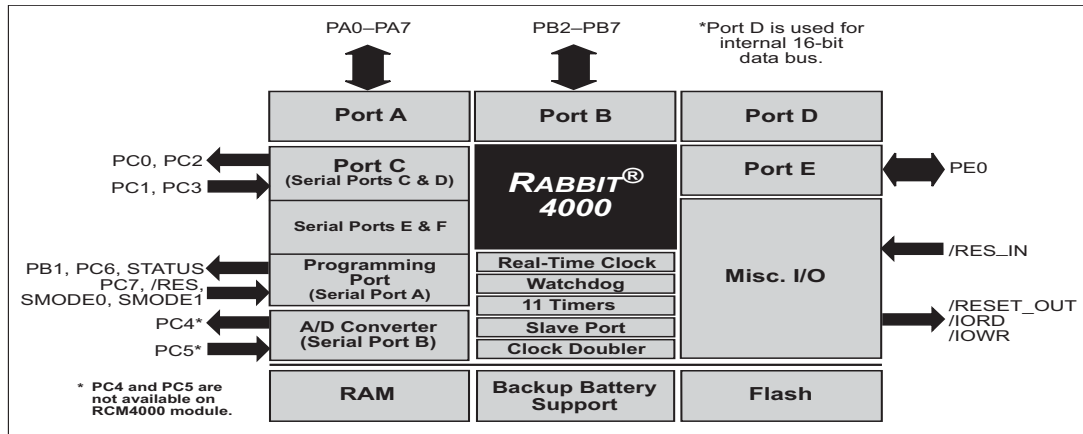 PA0–PA7
PB2–PB7
*Port D is used for
internal 16-bit
data bus.
Port A
Port B
Port D
PC0, PC2
PC1, PC3
Port C
(Serial Ports C & D)
RABBIT®
4000
Port E
PE0
Serial Ports E & F
PB1, PC6, STATUS
PC7, /RES,
SMODE0, SMODE1
Programming
Port
(Serial Port A)
Real-Time Clock
Watchdog
11 Timers
Slave Port
Clock Doubler
Misc. I/O
/RES_IN
/RESET_OUT
/IORD
/IOWR
PC4*
PC5*
A/D Converter
(Serial Port B)
* PC4 and PC5 are
not available on
RCM4000 module.
RAM
Backup Battery
Support
Flash